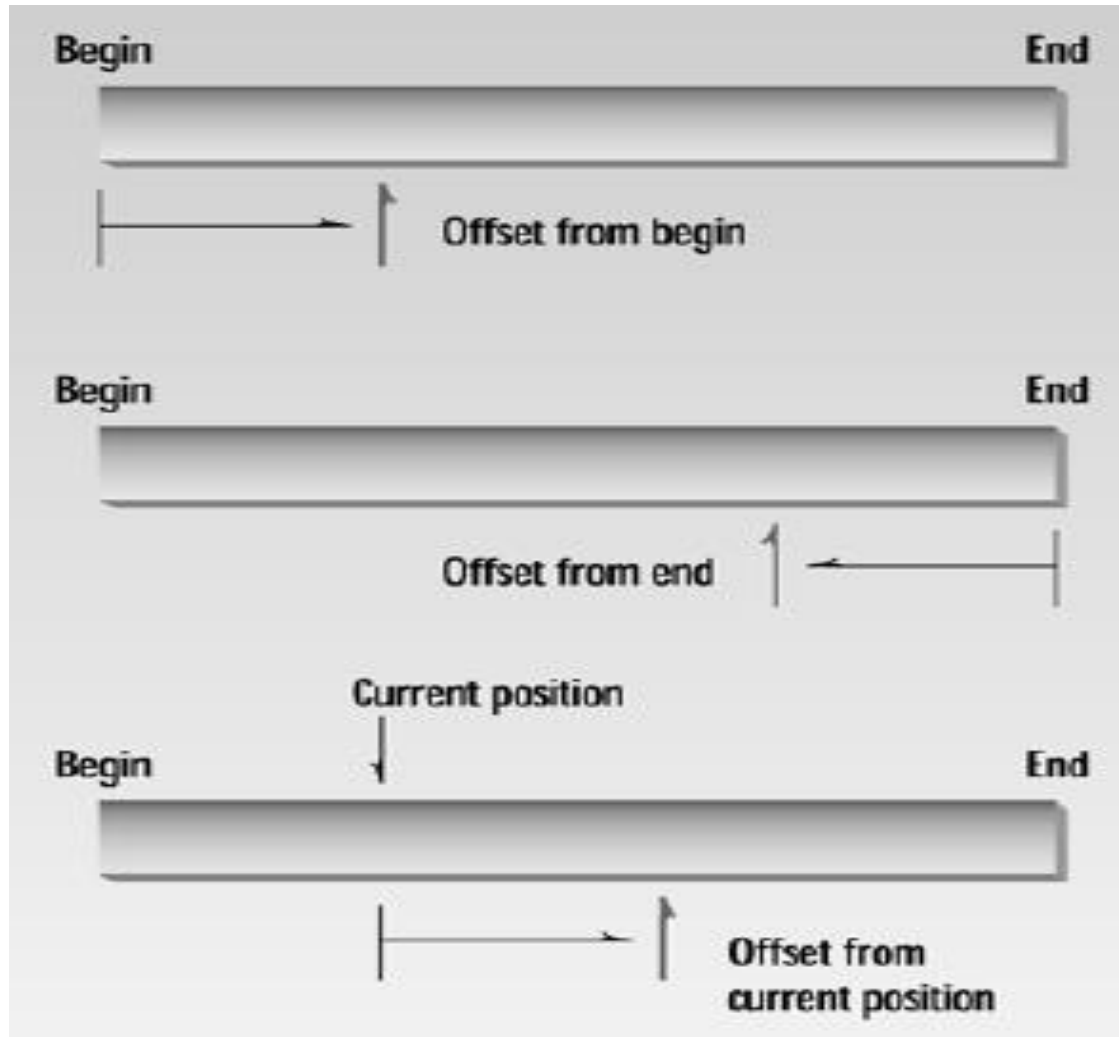 Begin End
Offset from begin
Begin End
Offset from end
Current position
Begin End
Offset from
current position